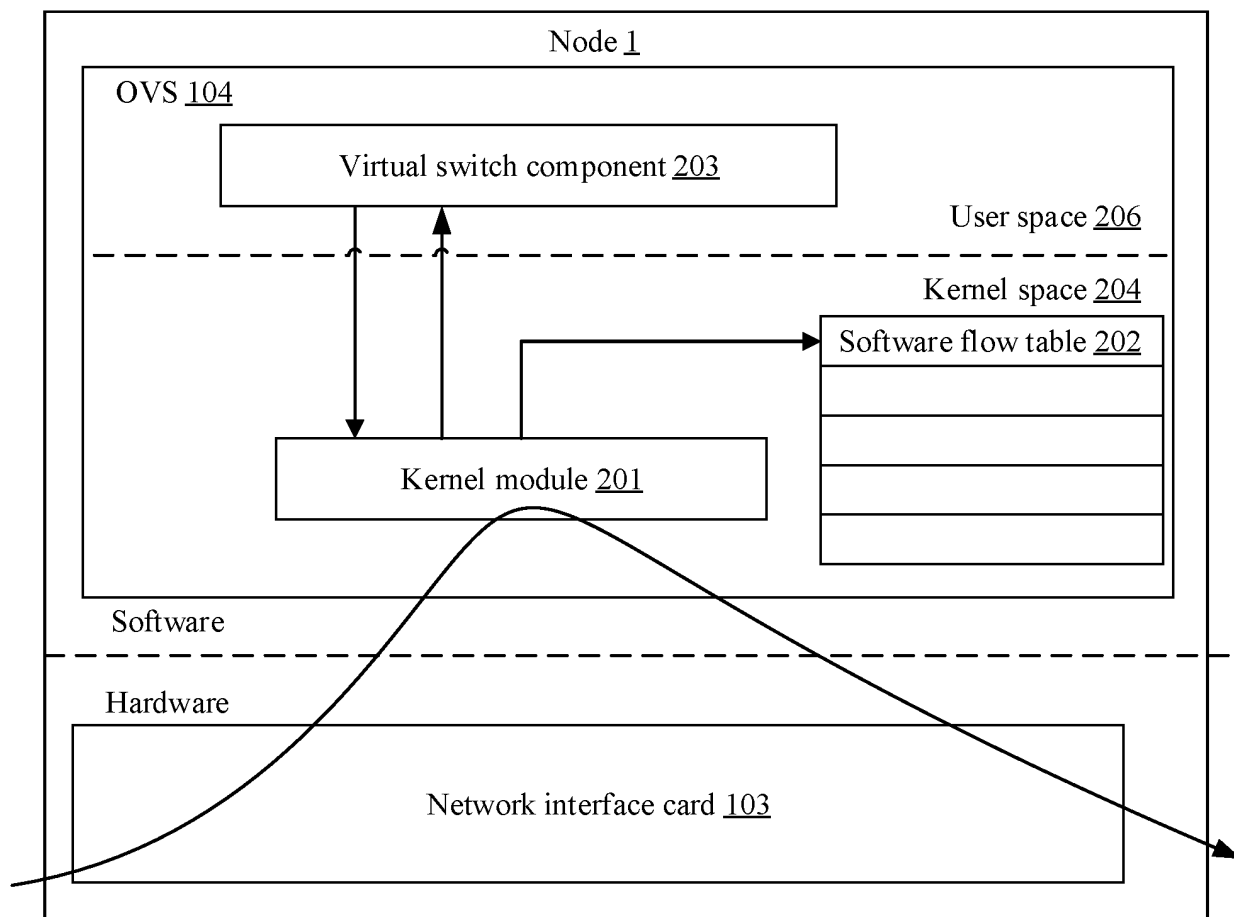 Node 1
OVS 104
Virtual switch component 203
User space 206
Kernel space 204
Software flow table 202
Kernel module 201
Software
Hardware
Network interface card 103